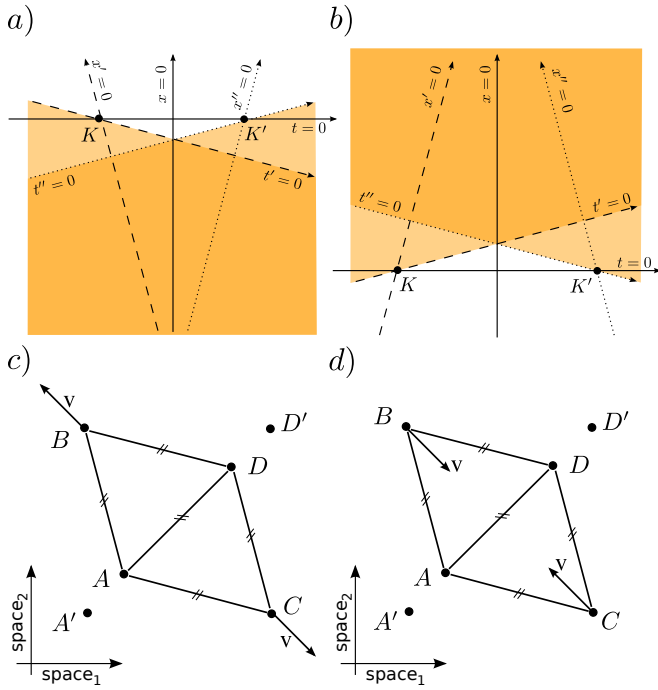 a)
x′ = 0
x = 0
x″ = 0
K
K′
t = 0
t″ = 0
t′ = 0
b)
x′ = 0
x = 0
x″ = 0
t″ = 0
t′ = 0
t = 0
K
K′
c)
v
B
D′
D
A
C
A′
v
space₂
space₁
d)
B
D′
v
D
A
v
A′
C
space₂
space₁